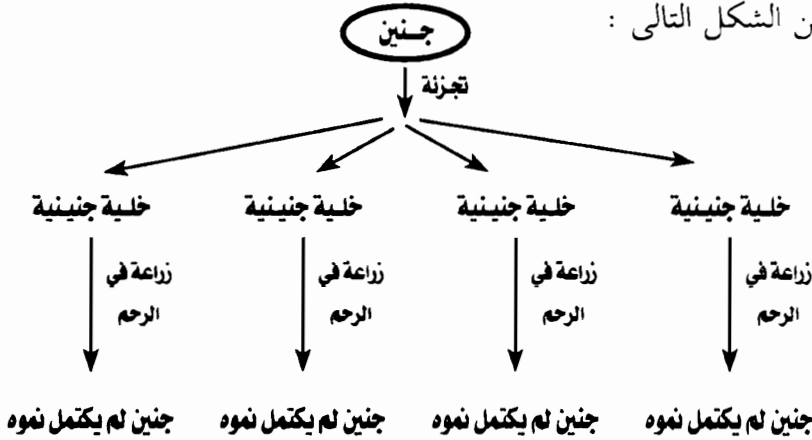 ن الشكل التالى :
جنين
تجزئة
خلية جنينية
خلية جنينية
خلية جنينية
خلية جنينية
زراعة في
الرحم
زراعة في
الرحم
زراعة في
الرحم
زراعة في
الرحم
جنين لم يكتمل نموه
جنين لم يكتمل نموه
جنين لم يكتمل نموه
جنين لم يكتمل نموه